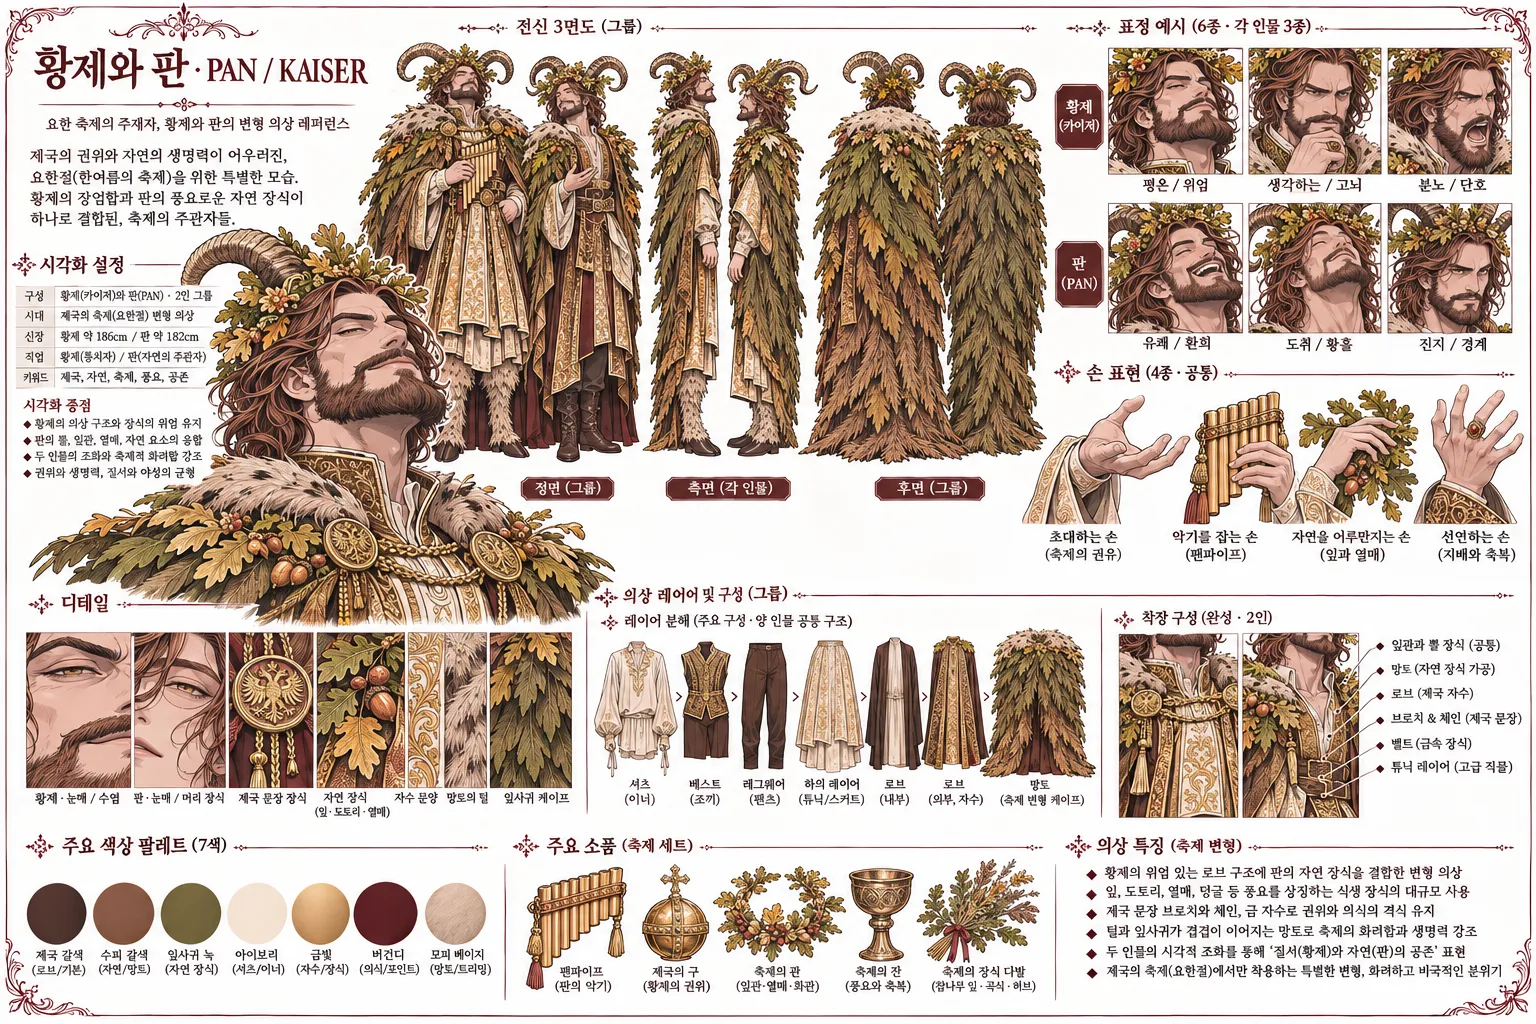 황제와 판 · PAN / KAISER
요한 축제의 주재자, 황제와 판의 변형 의상 레퍼런스
제국의 권위와 자연의 생명력이 어우러진,
요한절(한여름의 축제)을 위한 특별한 모습.
황제의 장엄함과 판의 풍요로운 자연 장식이
하나로 결합된, 축제의 주관자들.
시각화 설정
구성 황제(카이저)와 판(PAN) · 2인 그룹
시대 제국의 축제(요한절) 변형 의상
신장 황제 약 186cm / 판 약 182cm
직업 황제(통치자) / 판(자연의 주관자)
키워드 제국, 자연, 축제, 풍요, 공존
시각화 중점
◆ 황제의 의상 구조와 장식의 위엄 유지
◆ 판의 뿔, 잎관, 열매, 자연 요소의 융합
◆ 두 인물의 조화와 축제적 화려함 강조
◆ 권위와 생명력, 질서와 야성의 균형
전신 3면도 (그룹)
정면 (그룹)
측면 (각 인물)
후면 (그룹)
표정 예시 (6종 · 각 인물 3종)
황제
(카이저)
평온 / 위엄
생각하는 / 고뇌
분노 / 단호
판
(PAN)
유쾌 / 환희
도취 / 황홀
진지 / 경계
손 표현 (4종 · 공통)
초대하는 손
(축제의 권유)
악기를 잡는 손
(팬파이프)
자연을 어루만지는 손
(잎과 열매)
선언하는 손
(지배와 축복)
디테일
황제 · 눈매 / 수염
판 · 눈매 / 머리 장식
제국 문장 장식
자연 장식
(잎 · 도토리 · 열매)
자수 문양
망토의 털
잎사귀 케이프
의상 레이어 및 구성 (그룹)
레이어 분해 (주요 구성 · 양 인물 공통 구조)
셔츠
(이너)
베스트
(조끼)
레그웨어
(팬츠)
하의 레이어
(튜닉/스커트)
로브
(내부)
로브
(외부, 자수)
망토
(축제 변형 케이프)
착장 구성 (완성 · 2인)
◆ 잎관과 뿔 장식 (공통)
◆ 망토 (자연 장식 가공)
◆ 로브 (제국 자수)
◆ 브로치 & 체인 (제국 문장)
◆ 벨트 (금속 장식)
◆ 튜닉 레이어 (고급 직물)
주요 색상 팔레트 (7색)
제국 갈색
(로브/기본)
수피 갈색
(자연/망토)
잎사귀 녹
(자연 장식)
아이보리
(셔츠/이너)
금빛
(자수/장식)
버건디
(의식/포인트)
모피 베이지
(망토/트리밍)
주요 소품 (축제 세트)
팬파이프
(판의 악기)
제국의 구
(황제의 권위)
축제의 관
(잎관 · 열매 · 화관)
축제의 잔
(풍요와 축복)
축제의 장식 다발
(참나무 잎 · 곡식 · 허브)
의상 특징 (축제 변형)
◆ 황제의 위엄 있는 로브 구조에 판의 자연 장식을 결합한 변형 의상
◆ 잎, 도토리, 열매, 덩굴 등 풍요를 상징하는 식생 장식의 대규모 사용
◆ 제국 문장 브로치와 체인, 금 자수로 권위와 의식의 격식 유지
◆ 털과 잎사귀가 겹겹이 이어지는 망토로 축제의 화려함과 생명력 강조
◆ 두 인물의 시각적 조화를 통해 ‘질서(황제)와 자연(판)의 공존’ 표현
◆ 제국의 축제(요한절)에서만 착용하는 특별한 변형, 화려하고 비국적인 분위기